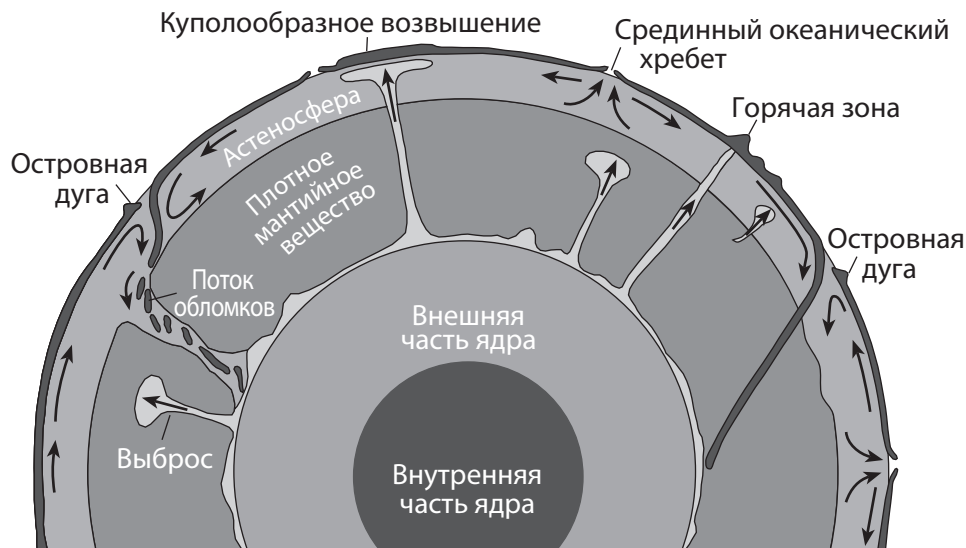 Куполообразное возвышение
Срединный океанический
хребет
Горячая зона
Островная
дуга
Астеносфера
Плотное
мантийное
вещество
Островная
дуга
Поток
обломков
Внешняя
часть ядра
Выброс
Внутренняя
часть ядра